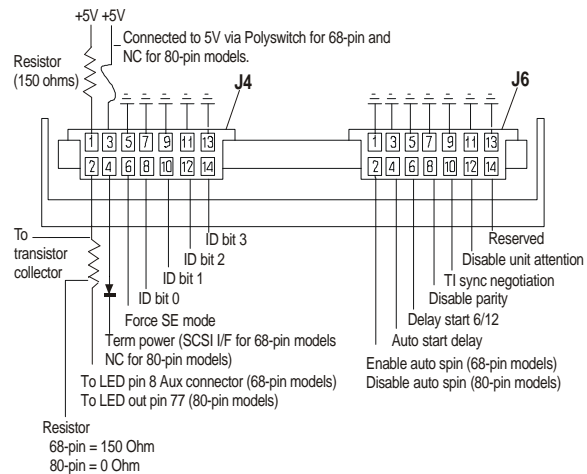 +5V +5V
Connected to 5V via Polyswitch for 68-pin and
NC for 80-pin models.
Resistor
(150 ohms)
J4
J6
1 3 5 7 9 11 13
2 4 6 8 10 12 14
1 3 5 7 9 11 13
2 4 6 8 10 12 14
To
transistor
collector
ID bit 3
ID bit 2
ID bit 1
ID bit 0
Force SE mode
Term power (SCSI I/F for 68-pin models
NC for 80-pin models)
To LED pin 8 Aux connector (68-pin models)
To LED out pin 77 (80-pin models)
Resistor
68-pin = 150 Ohm
80-pin = 0 Ohm
Reserved
Disable unit attention
TI sync negotiation
Disable parity
Delay start 6/12
Auto start delay
Enable auto spin (68-pin models)
Disable auto spin (80-pin models)